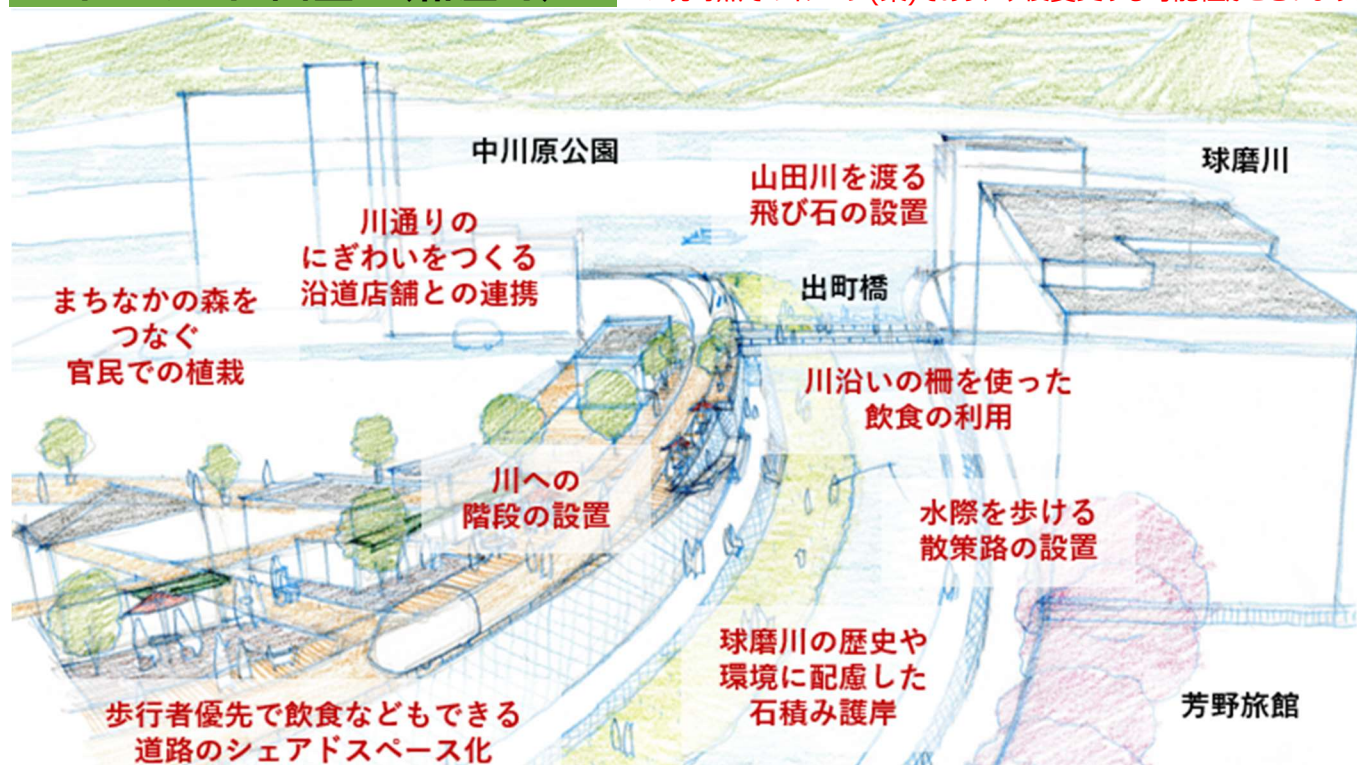 中川原公園
球磨川
山田川を渡る
飛び石の設置
川通りの
にぎわいをつくる
沿道店舗との連携
出町橋
まちなかの森を
つなぐ
官民での植栽
川沿いの柵を使った
飲食の利用
川への
階段の設置
水際を歩ける
散策路の設置
球磨川の歴史や
環境に配慮した
石積み護岸
芳野旅館
歩行者優先で飲食などもできる
道路のシェアドスペース化